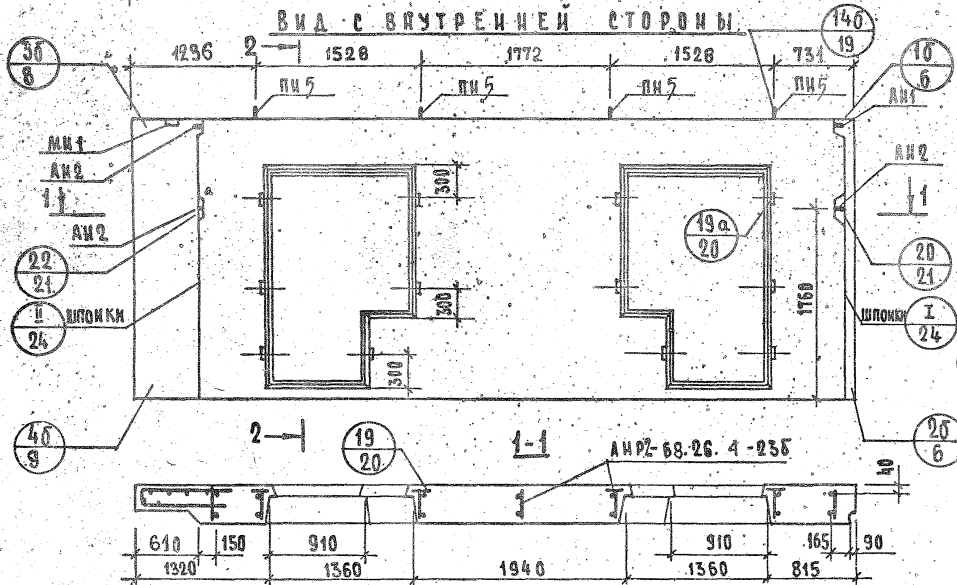 ВИД С ВНУТРЕННЕЙ СТОРОНЫ
1296 1528 1772 1528 731
2
3б
8
14б
19
1б
6
ПН5 ПН5 ПН5 ПН5
АН1
МН1
АН2
АН2
1 1
300
19а
20
АН2
22
21
20
21
1760
II
24
ШПОНКИ
ШПОНКИ
I
24
300
300
4б
9
2
19
20
1-1
АНР2-68.26.4-23б
2б
6
40
610 150 910 910 165 90
1320 1360 1940 1360 815